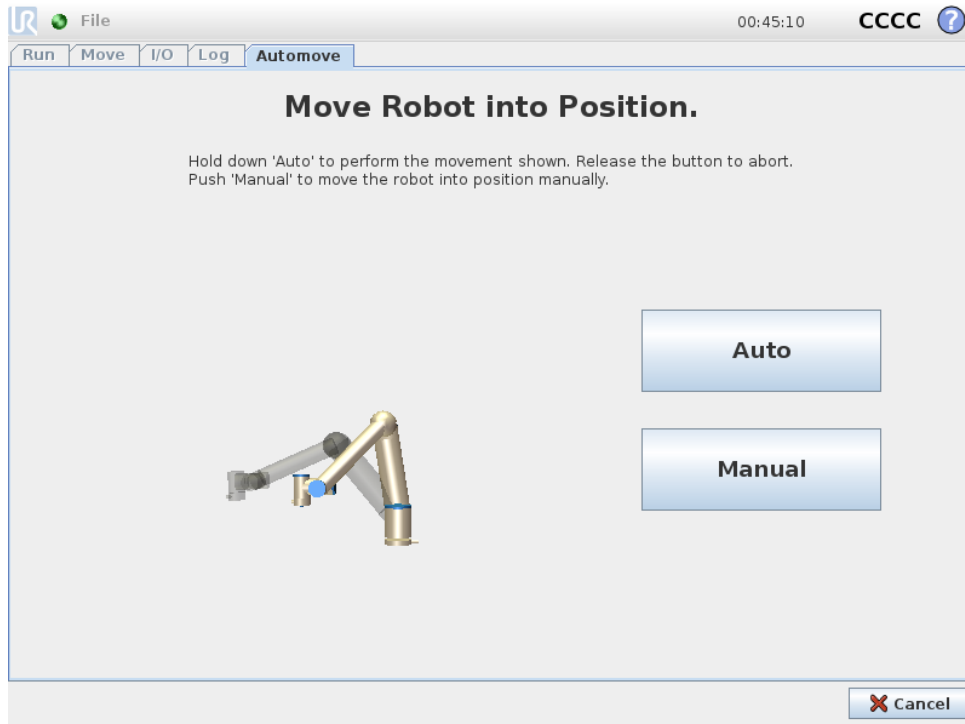 UR File 00:45:10 CCCC ?
Run Move I/O Log Automove
Move Robot into Position.
Hold down 'Auto' to perform the movement shown. Release the button to abort.
Push 'Manual' to move the robot into position manually.
Auto
Manual
Cancel